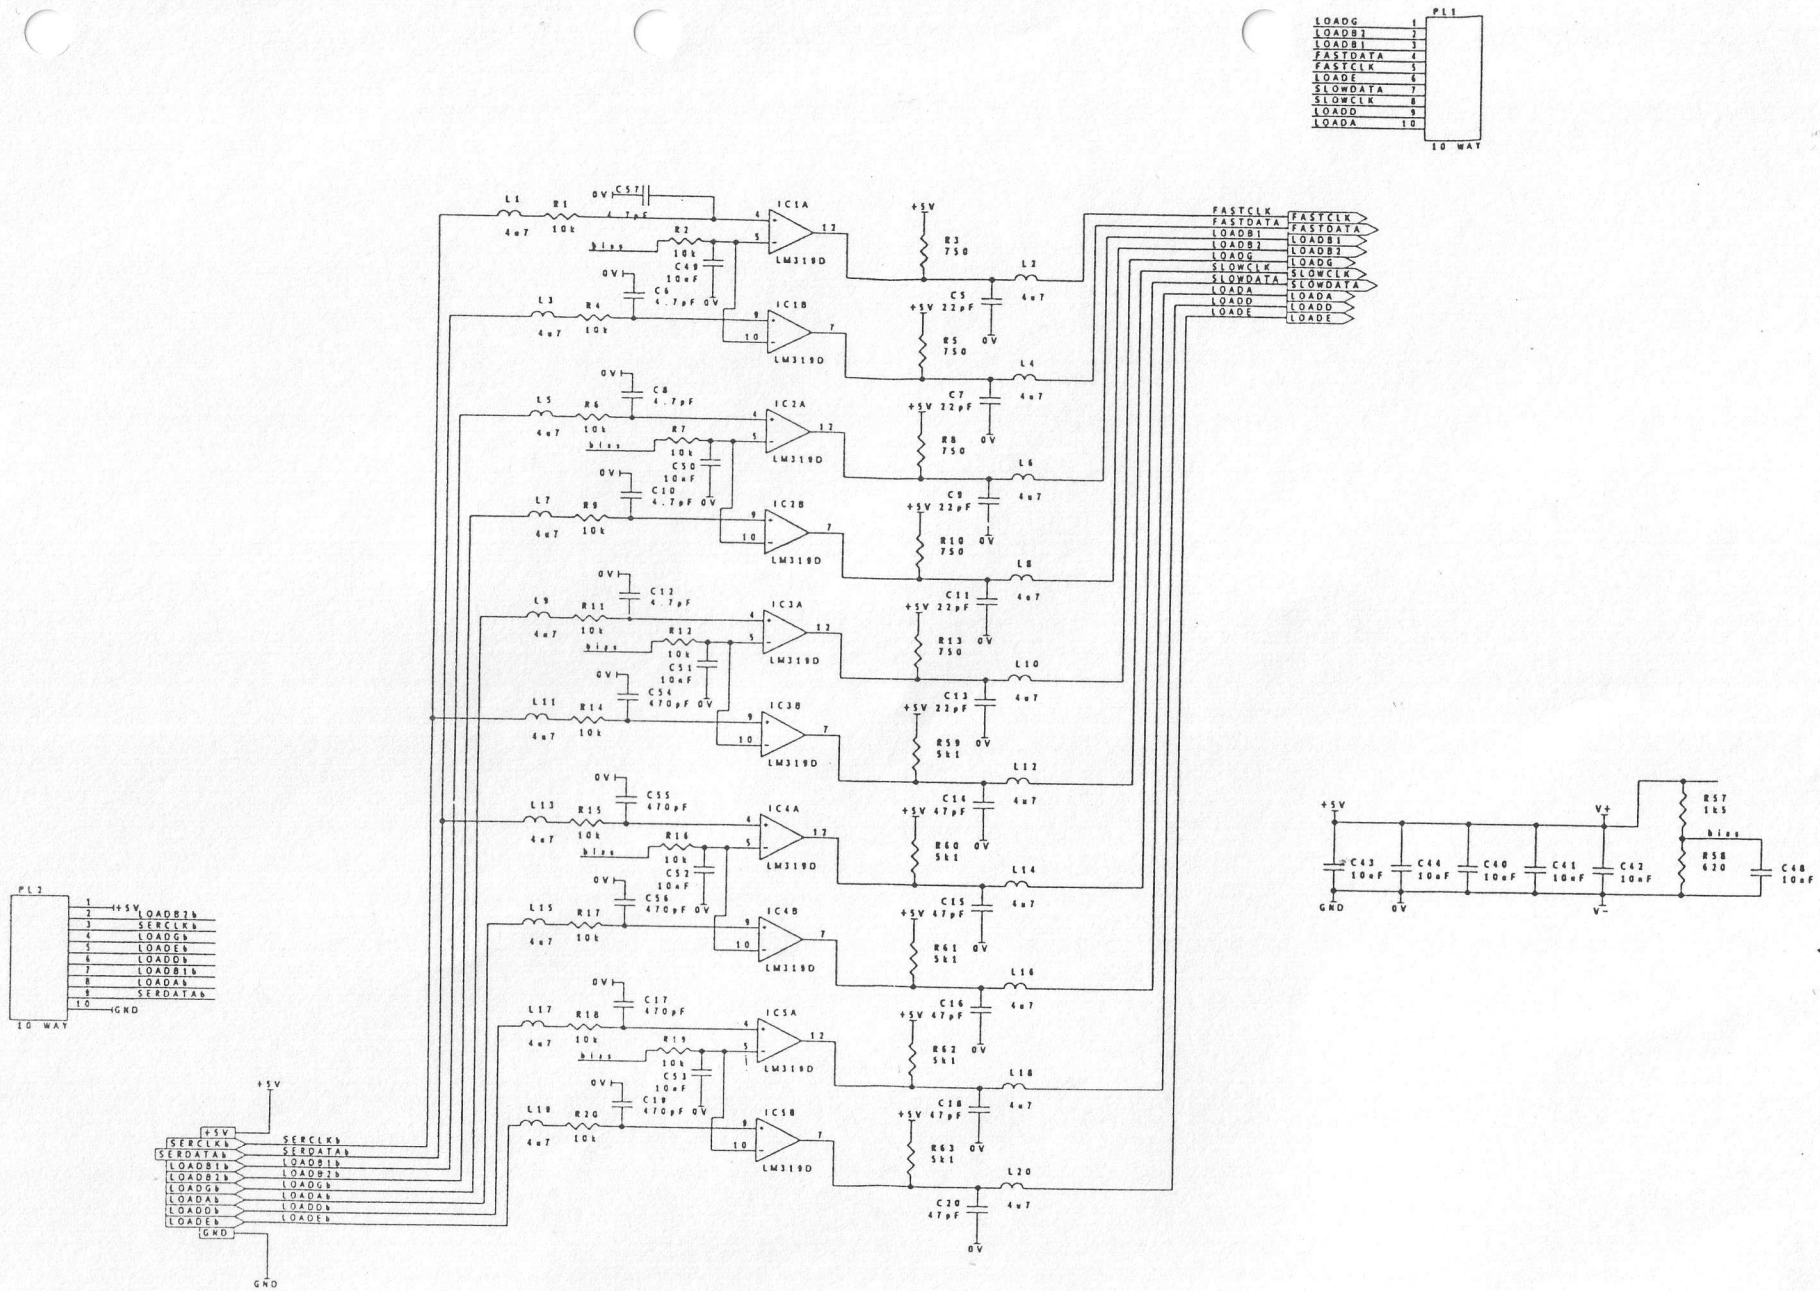 PL1
LOADG 1
LOADB2 2
LOADB1 3
FASTDATA 4
FASTCLK 5
LOADE 6
SLOWDATA 7
SLOWCLK 8
LOADD 9
LOADA 10
10 WAY
L1
4u7
R1
10k
0V
C57
4.7pF
bias
R2
10k
C49
10nF
0V
4
5
IC1A
12
LM319D
+5V
R3
750
C5
22pF
0V
L2
4u7
L3
4u7
R4
10k
0V
C6
4.7pF
9
10
IC1B
7
LM319D
+5V
R5
750
C7
22pF
0V
L4
4u7
L5
4u7
R6
10k
0V
C8
4.7pF
bias
R7
10k
C50
10nF
0V
4
5
IC2A
12
LM319D
+5V
R8
750
C9
22pF
0V
L6
4u7
L7
4u7
R9
10k
0V
C10
4.7pF
9
10
IC2B
7
LM319D
+5V
R10
750
C11
22pF
0V
L8
4u7
L9
4u7
R11
10k
0V
C12
4.7pF
bias
R12
10k
C51
10nF
0V
4
5
IC3A
12
LM319D
+5V
R13
750
C13
22pF
0V
L10
4u7
L11
4u7
R14
10k
0V
C54
470pF
9
10
IC3B
7
LM319D
+5V
R59
5k1
C14
47pF
0V
L12
4u7
L13
4u7
R15
10k
0V
C55
470pF
bias
R16
10k
C52
10nF
0V
4
5
IC4A
12
LM319D
+5V
R60
5k1
C15
47pF
0V
L14
4u7
L15
4u7
R17
10k
0V
C56
470pF
9
10
IC4B
7
LM319D
+5V
R61
5k1
C16
47pF
0V
L16
4u7
L17
4u7
R18
10k
0V
C17
470pF
bias
R19
10k
C53
10nF
0V
4
5
IC5A
12
LM319D
+5V
R62
5k1
C18
47pF
0V
L18
4u7
L19
4u7
R20
10k
0V
C19
470pF
9
10
IC5B
7
LM319D
+5V
R63
5k1
C20
47pF
0V
L20
4u7
FASTCLK FASTCLK
FASTDATA FASTDATA
LOADB1 LOADB1
LOADB2 LOADB2
LOADG LOADG
SLOWCLK SLOWCLK
SLOWDATA SLOWDATA
LOADA LOADA
LOADD LOADD
LOADE LOADE
+5V
V+
R57
1k5
bias
R58
620
C43
10nF
C44
10nF
C40
10nF
C41
10nF
C42
10nF
C48
10nF
GND
0V
V-
PL2
1 +5V
2 LOADB2b
3 SERCLKb
4 LOADGb
5 LOADEb
6 LOADDb
7 LOADB1b
8 LOADAb
9 SERDATAb
10 GND
10 WAY
+5V
+5V
SERCLKb SERCLKb
SERDATAb SERDATAb
LOADB1b LOADB1b
LOADB2b LOADB2b
LOADGb LOADGb
LOADAb LOADAb
LOADDb LOADDb
LOADEb LOADEb
GND
GND